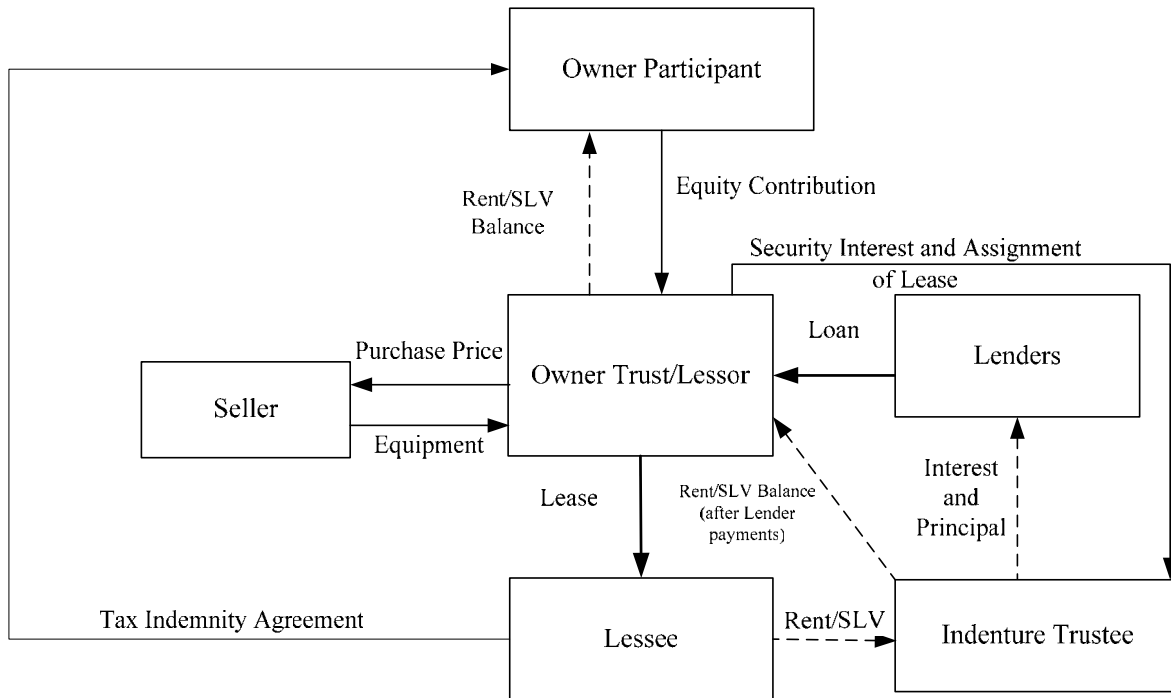 Owner Participant
Rent/SLV
Balance
Equity Contribution
Security Interest and Assignment
of Lease
Purchase Price
Seller
Equipment
Owner Trust/Lessor
Loan
Lenders
Lease
Rent/SLV Balance
(after Lender
payments)
Interest
and
Principal
Tax Indemnity Agreement
Lessee
Rent/SLV
Indenture Trustee